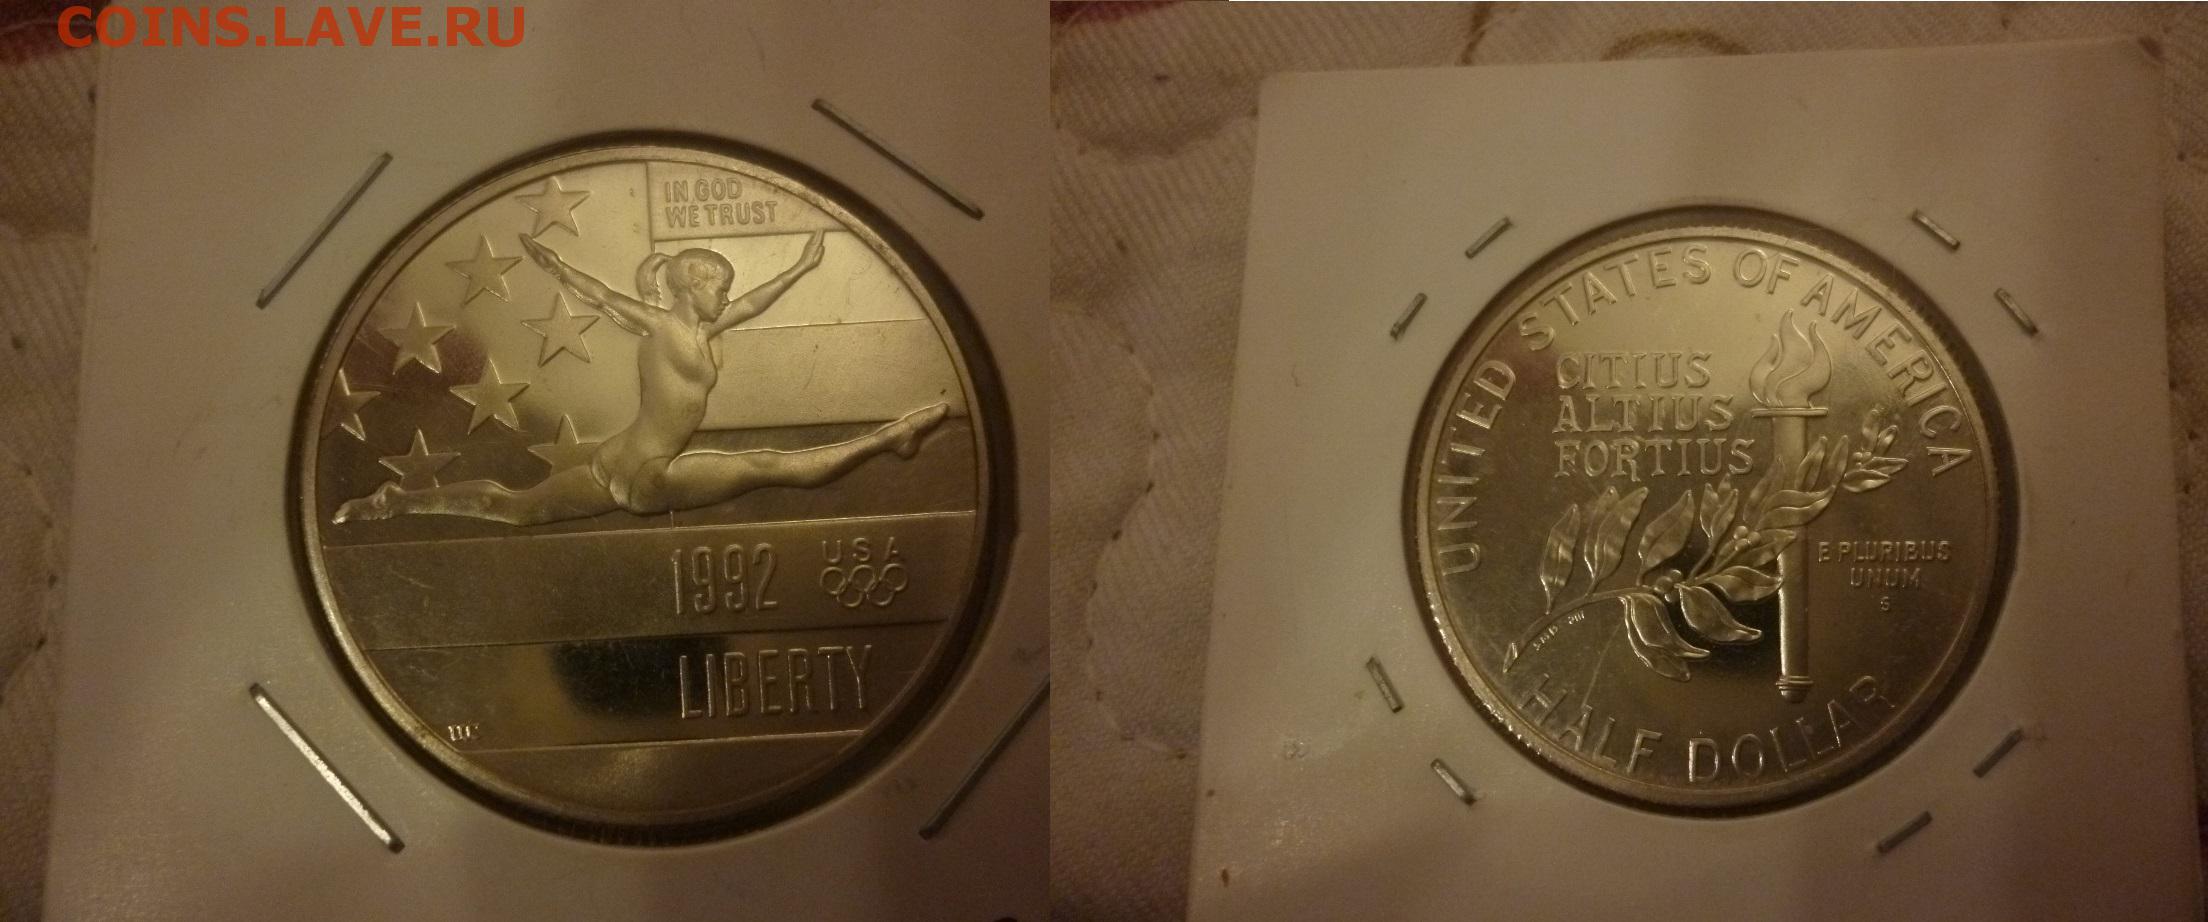 COINS.LAVE.RU
IN GOD
WE TRUST
1992
USA
LIBERTY
UNITED STATES OF AMERICA
CITIUS
ALTIUS
FORTIUS
E PLURIBUS
UNUM
S
HALF DOLLAR